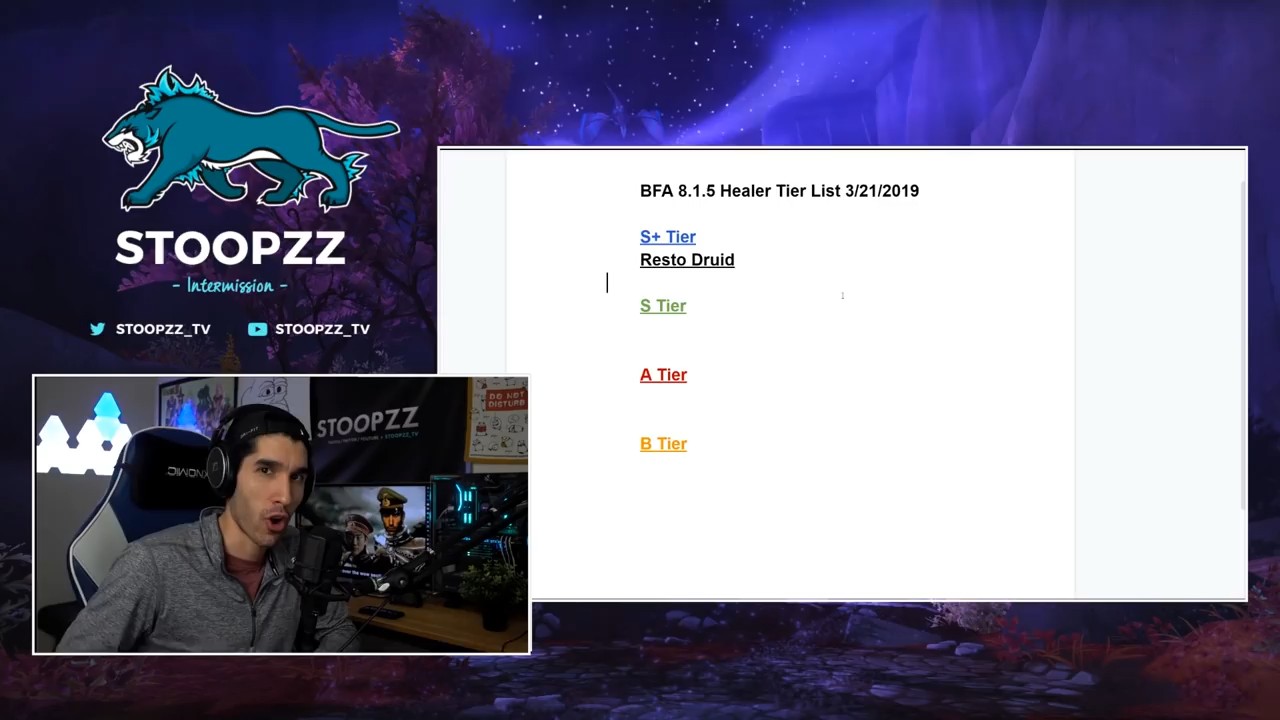 STOOPZZ
- Intermission -
STOOPZZ_TV
STOOPZZ_TV
BFA 8.1.5 Healer Tier List 3/21/2019
S+ Tier
Resto Druid
S Tier
A Tier
B Tier
STOOPZZ
DO NOT
DISTURB